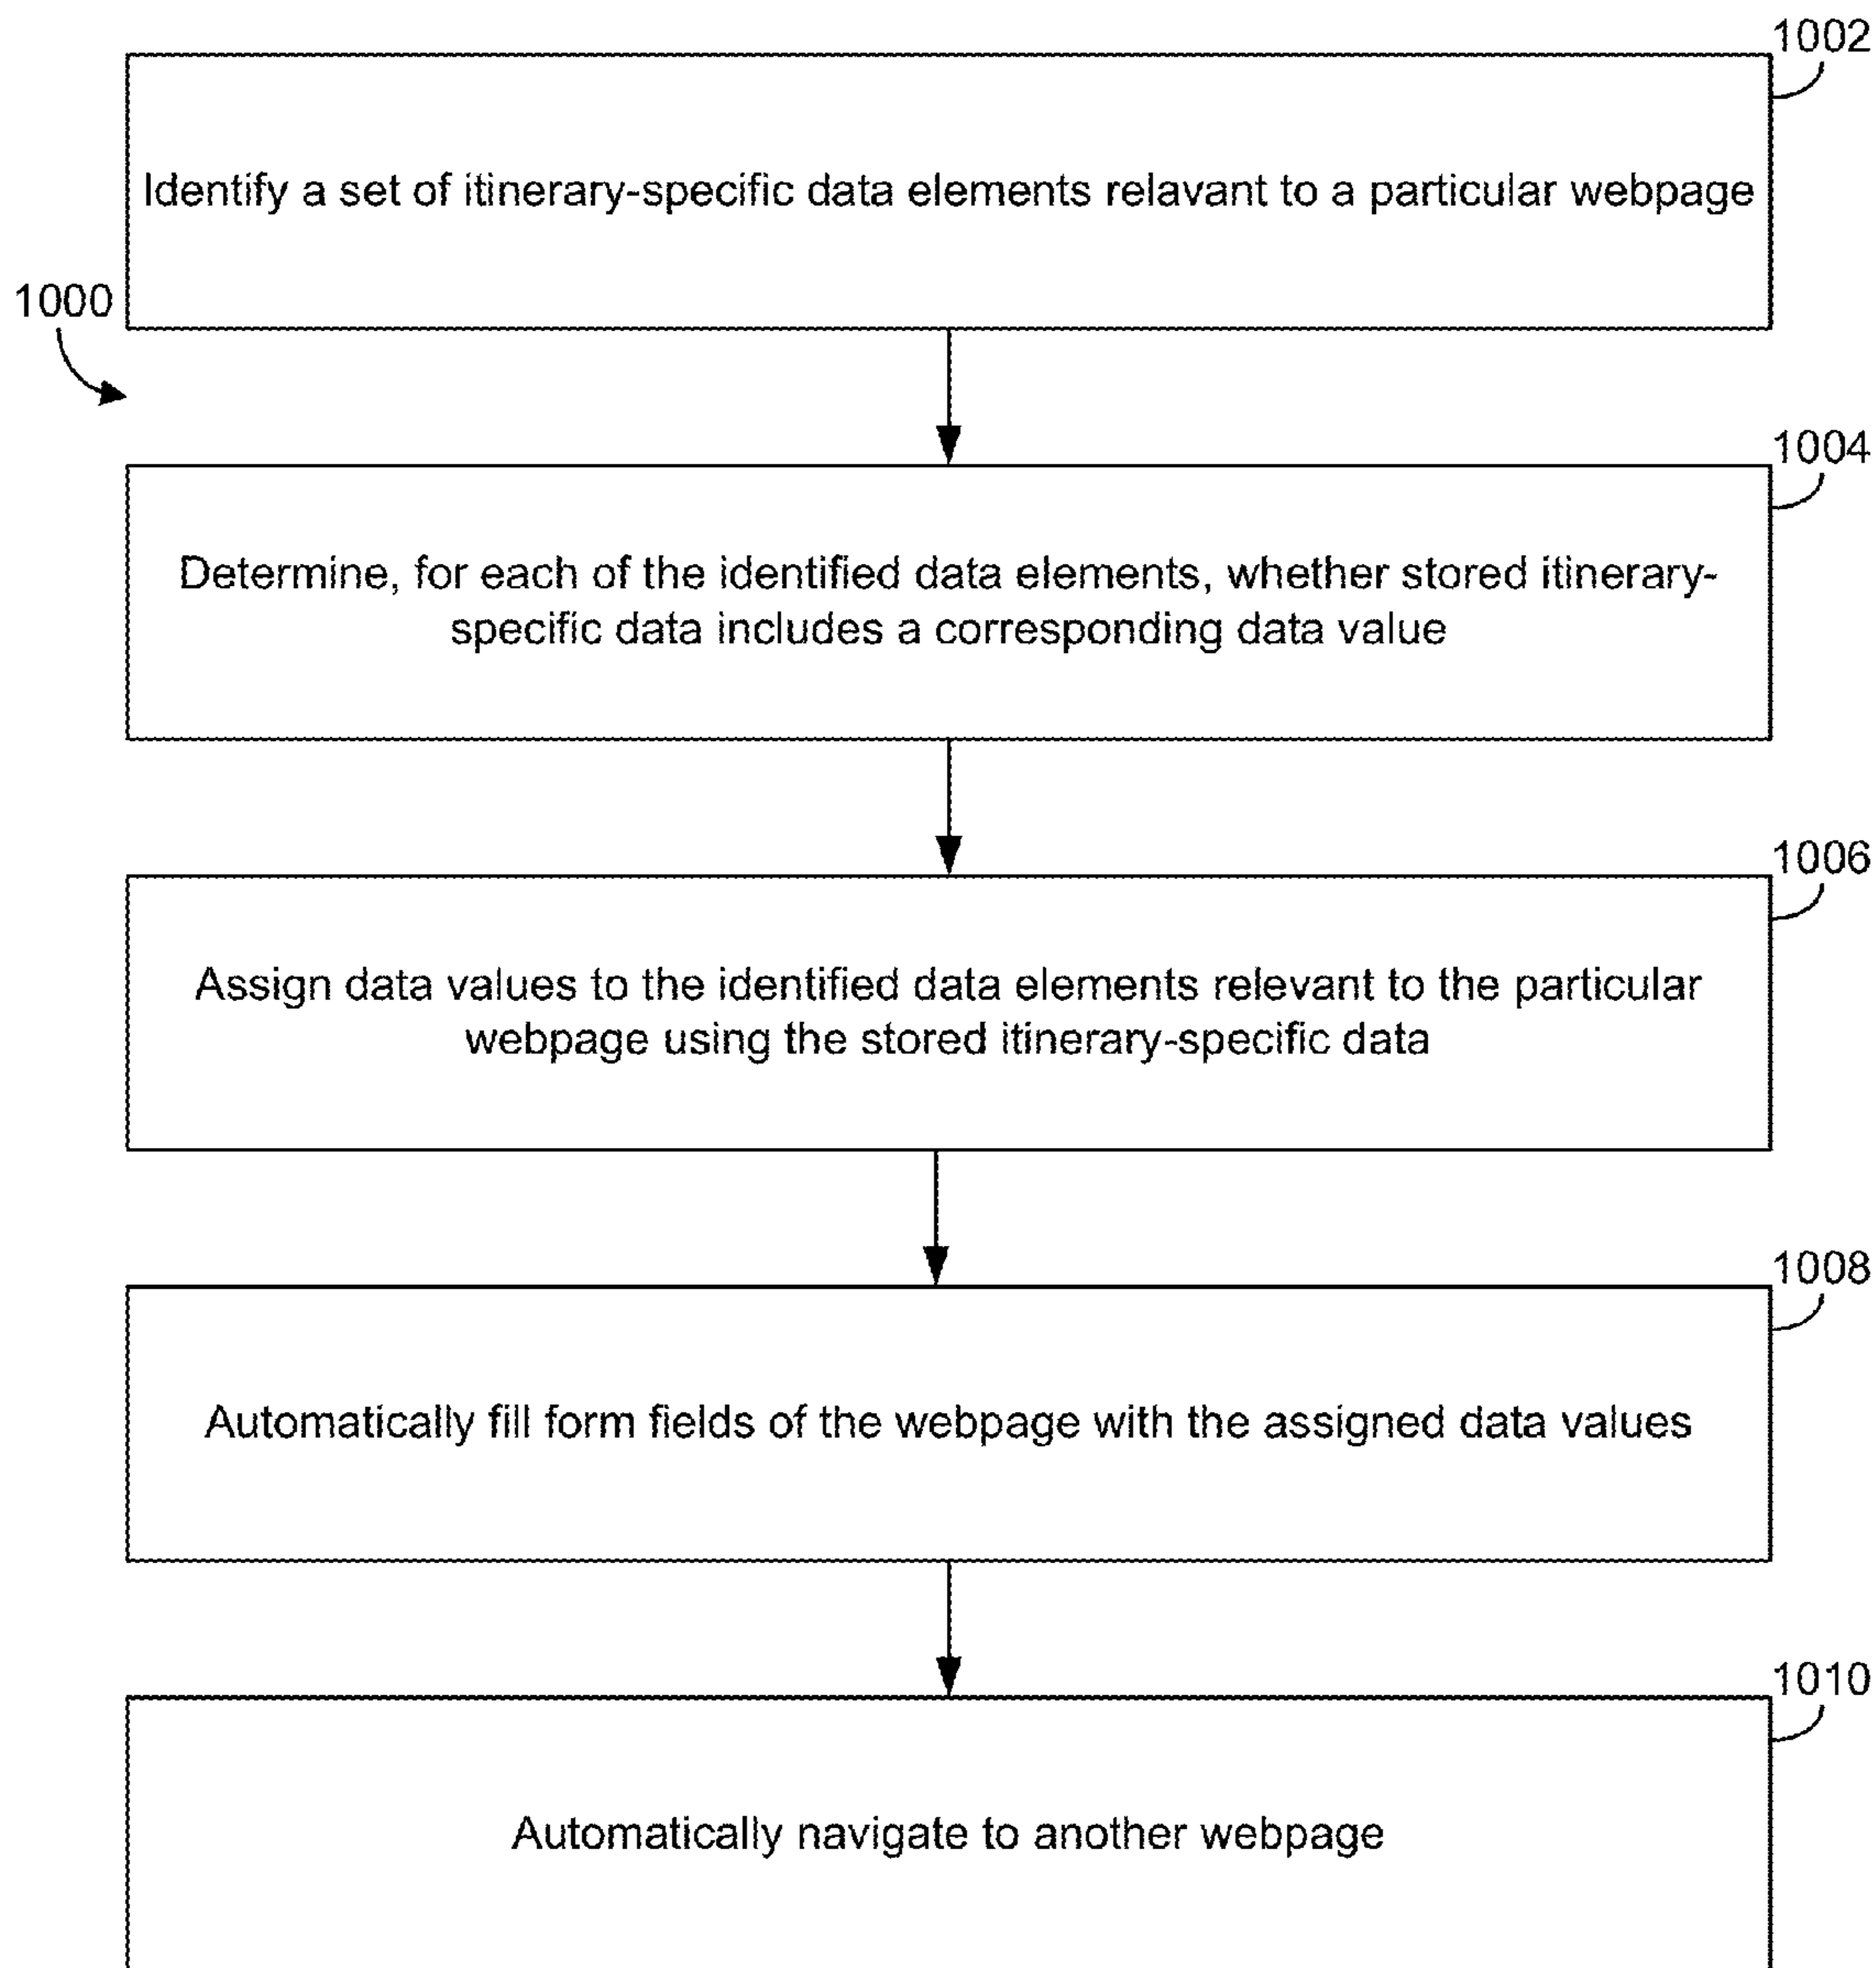 1002
Identify a set of itinerary-specific data elements relavant to a particular webpage
1000
1004
Determine, for each of the identified data elements, whether stored itinerary-
specific data includes a corresponding data value
1006
Assign data values to the identified data elements relevant to the particular
webpage using the stored itinerary-specific data
1008
Automatically fill form fields of the webpage with the assigned data values
1010
Automatically navigate to another webpage